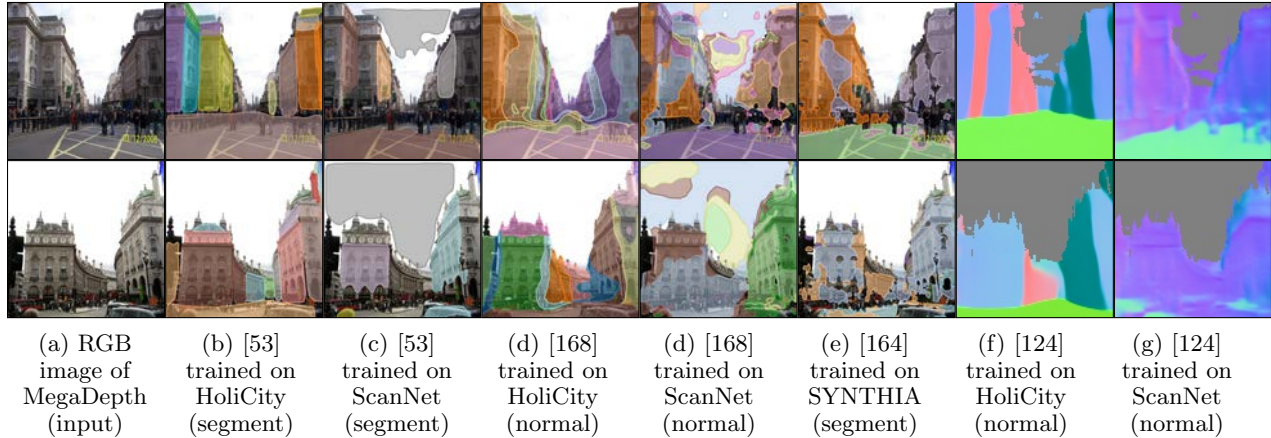 (a) RGB
image of
MegaDepth
(input)
(b) [53]
trained on
HoliCity
(segment)
(c) [53]
trained on
ScanNet
(segment)
(d) [168]
trained on
HoliCity
(normal)
(d) [168]
trained on
ScanNet
(normal)
(e) [164]
trained on
SYNTHIA
(segment)
(f) [124]
trained on
HoliCity
(normal)
(g) [124]
trained on
ScanNet
(normal)